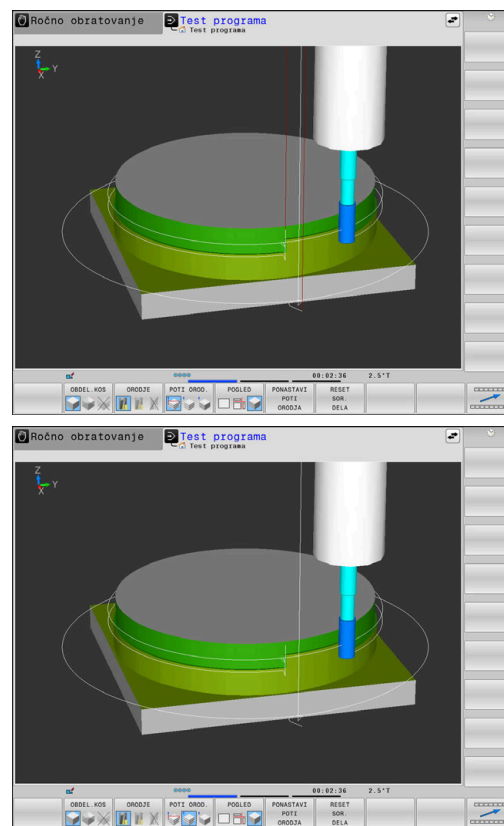 Ročno obratovanje
Test programa
Test programa
Z
Y
X
00:02:36 2.5*T
OBDEL.KOS ORODJE POTI OROD. POGLED PONASTAVI RESET
POTI SOR.
ORODJA DELA
Ročno obratovanje
Test programa
Test programa
Z
Y
X
00:02:36 2.5*T
OBDEL.KOS ORODJE POTI OROD. POGLED PONASTAVI RESET
POTI SOR.
ORODJA DELA